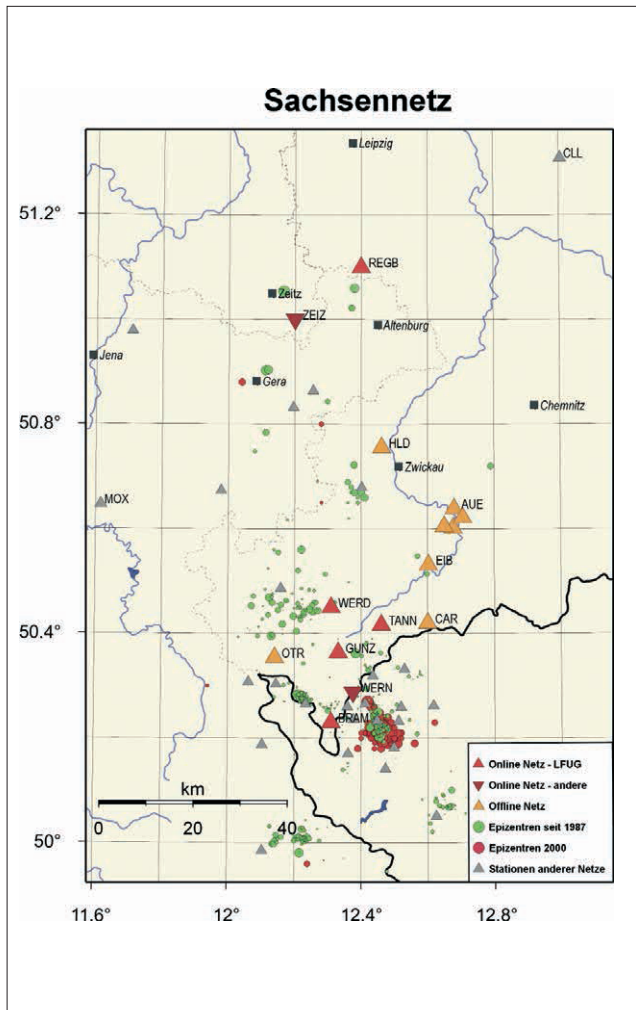 Sachsennetz
Leipzig
CLL
51.2°
REGB
Zeitz
ZEIZ
Altenburg
Jena
Gera
Chemnitz
50.8°
HLD
Zwickau
MOX
AUE
EIB
WERD
50.4°
TANN
CAR
GUNZ
OTR
WERN
BRAM
km
0 20 40
50°
Online Netz - LFUG
Online Netz - andere
Offline Netz
Epizentren seit 1987
Epizentren 2000
Stationen anderer Netze
11.6° 12° 12.4° 12.8°